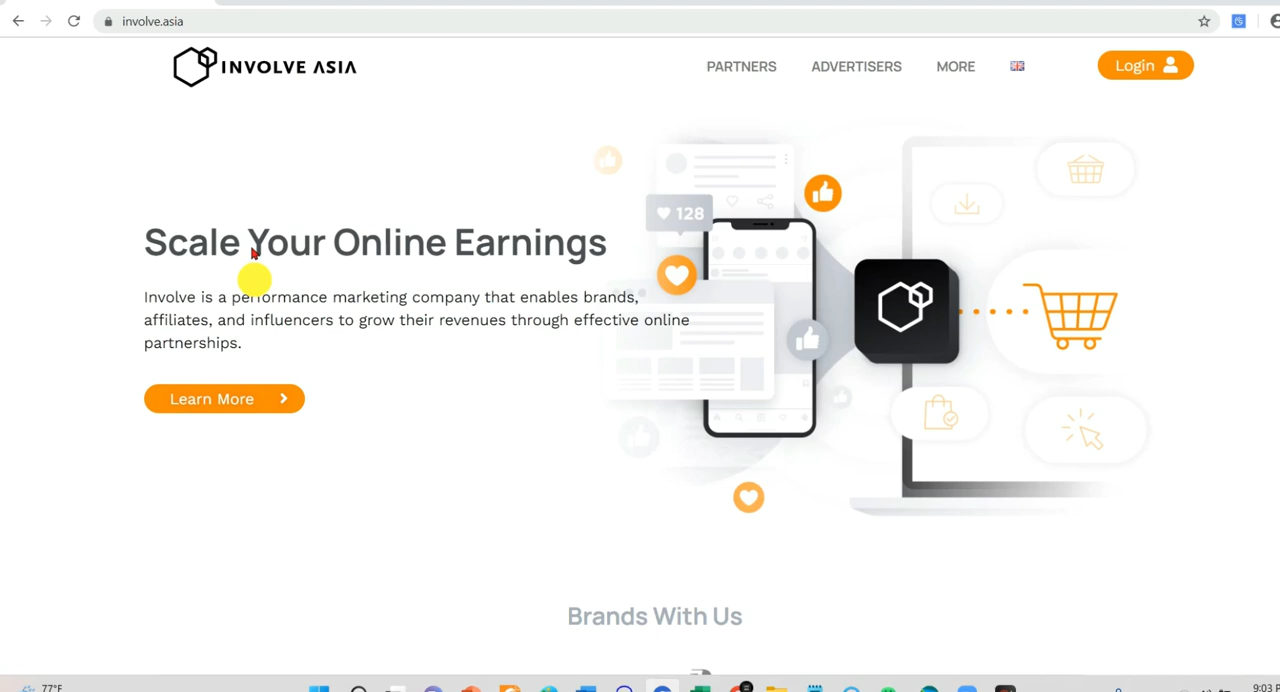 involve.asia
INVOLVE ASIA
PARTNERS
ADVERTISERS
MORE
Login
128
Scale Your Online Earnings
Involve is a performance marketing company that enables brands,
affiliates, and influencers to grow their revenues through effective online
partnerships.
Learn More
Brands With Us
77°F